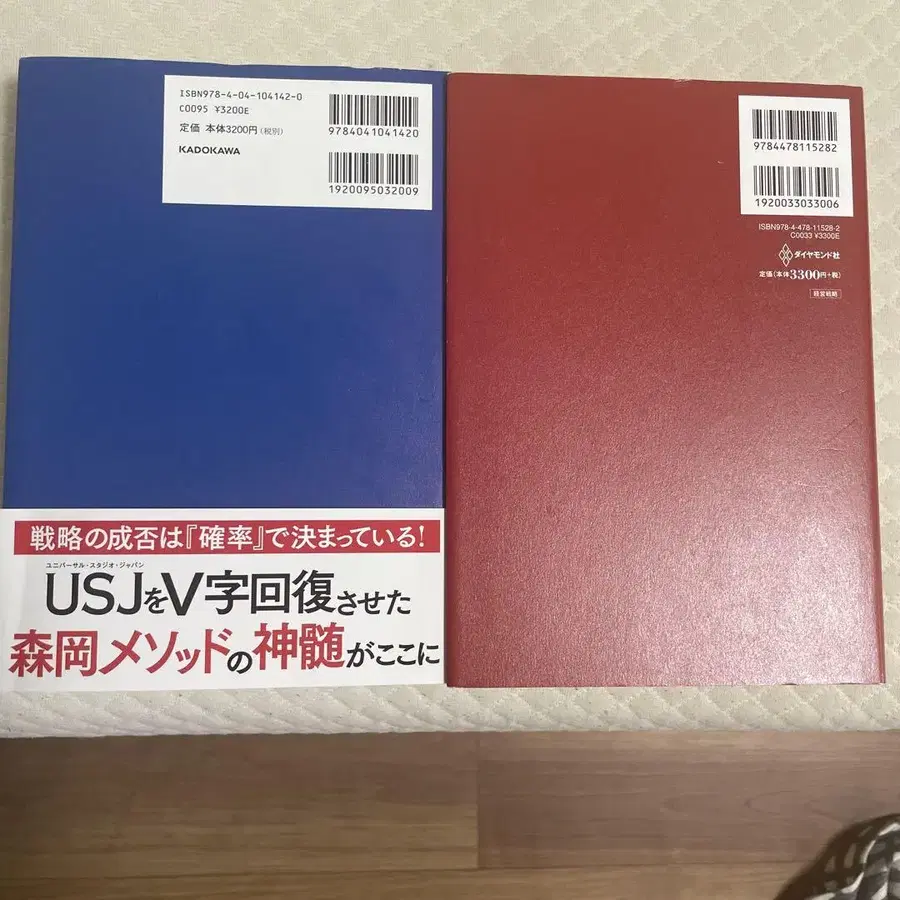 ISBN978-4-04-104142-0
C0095 ¥3200E
定価 本体3200円(税別)
KADOKAWA
9784041041420
1920095032009
戦略の成否は『確率』で決まっている!
ユニバーサル・スタジオ・ジャパン
USJをV字回復させた
森岡メソッドの神髄がここに
9784478115282
1920033033006
ISBN978-4-478-11528-2
C0033 ¥3300E
ダイヤモンド社
定価(本体3300円+税)
経営戦略